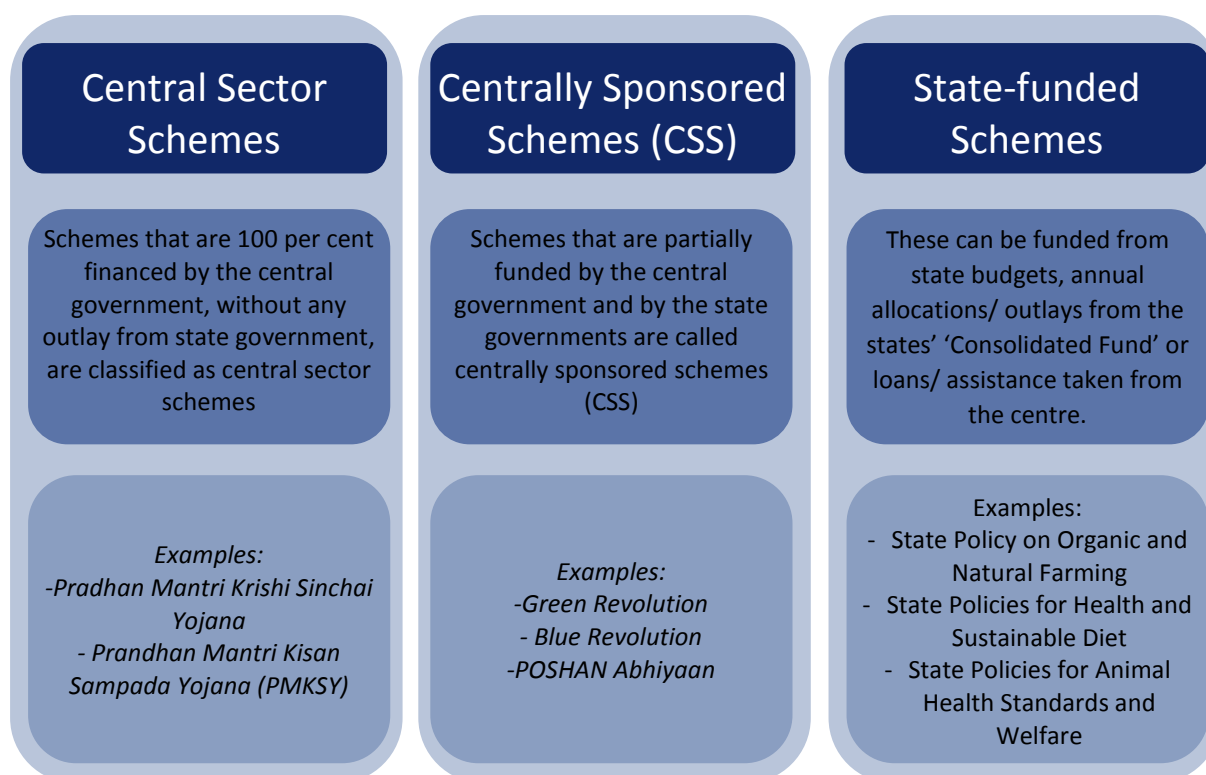 Central Sector
Schemes
Schemes that are 100 per cent
financed by the central
government, without any
outlay from state government,
are classified as central sector
schemes
Examples:
-Pradhan Mantri Krishi Sinchai
Yojana
- Prandhan Mantri Kisan
Sampada Yojana (PMKSY)
Centrally Sponsored
Schemes (CSS)
Schemes that are partially
funded by the central
government and by the state
governments are called
centrally sponsored schemes
(CSS)
Examples:
-Green Revolution
- Blue Revolution
-POSHAN Abhiyaan
State-funded
Schemes
These can be funded from
state budgets, annual
allocations/ outlays from the
states’ ‘Consolidated Fund’ or
loans/ assistance taken from
the centre.
Examples:
- State Policy on Organic and
Natural Farming
- State Policies for Health and
Sustainable Diet
- State Policies for Animal
Health Standards and
Welfare